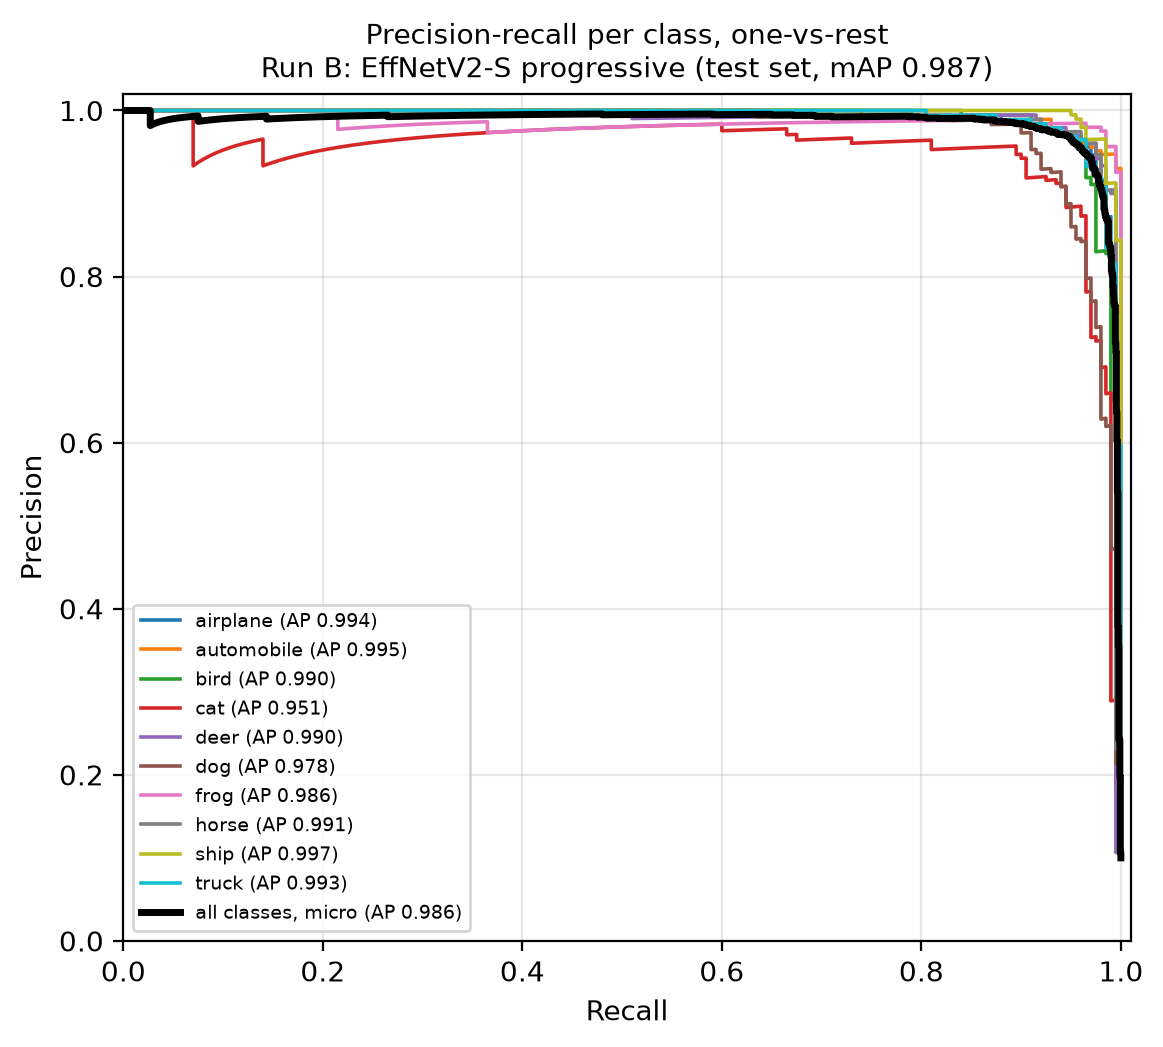 Precision-recall per class, one-vs-rest
Run B: EffNetV2-S progressive (test set, mAP 0.987)
1.0
0.8
0.6
0.4
0.2
0.0
Precision
airplane (AP 0.994)
automobile (AP 0.995)
bird (AP 0.990)
cat (AP 0.951)
deer (AP 0.990)
dog (AP 0.978)
frog (AP 0.986)
horse (AP 0.991)
ship (AP 0.997)
truck (AP 0.993)
all classes, micro (AP 0.986)
0.0 0.2 0.4 0.6 0.8 1.0
Recall